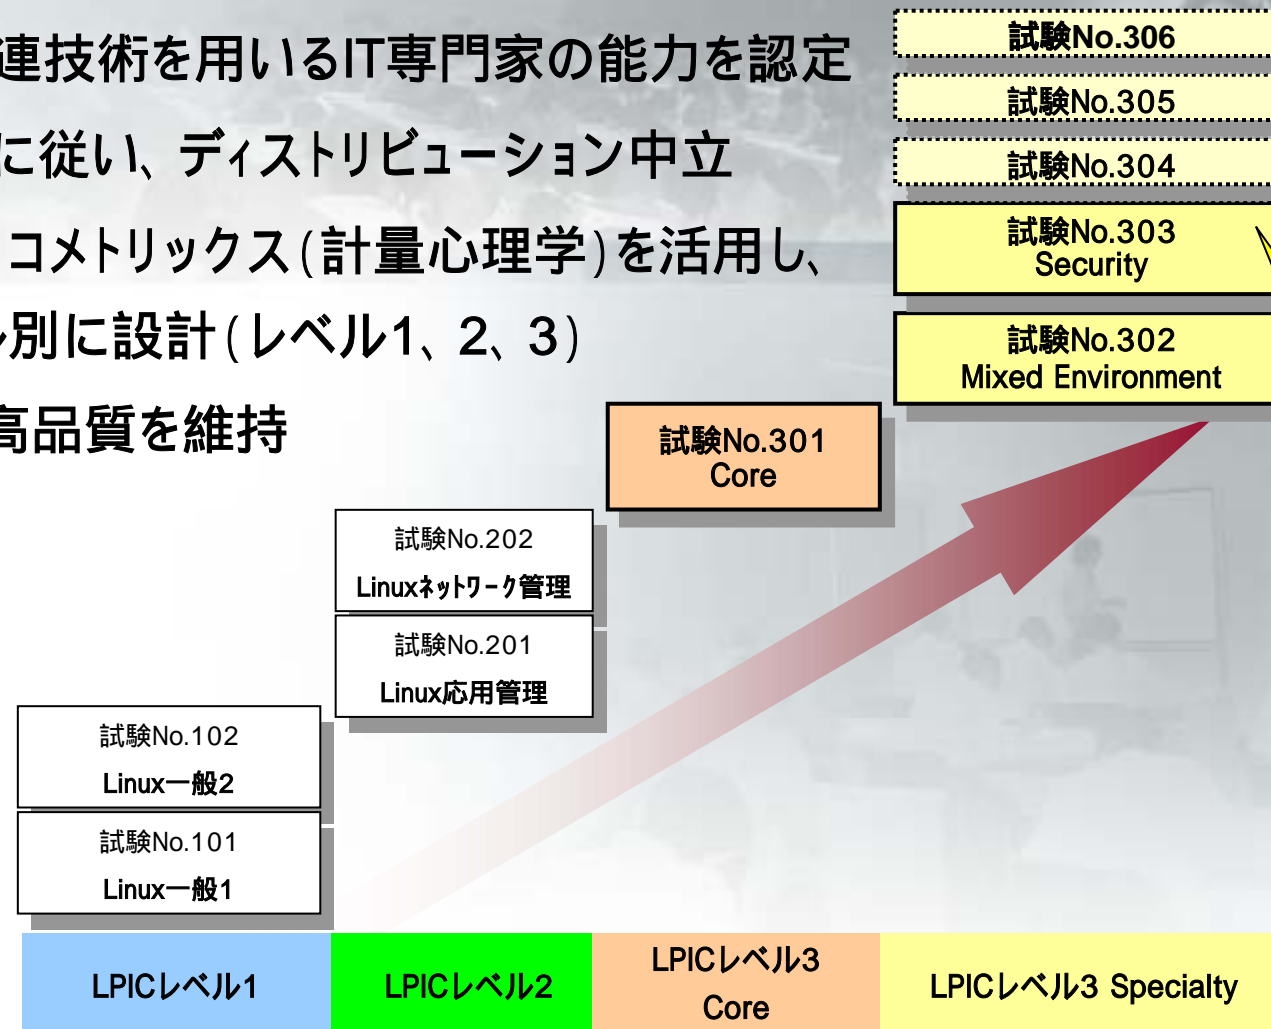 連技術を用いるIT専門家の能力を認定
に従い、ディストリビューション中立
コメトリックス(計量心理学)を活用し、
別に設計(レベル1、2、3)
高品質を維持
試験No.306
試験No.305
試験No.304
試験No.303
Security
試験No.302
Mixed Environment
試験No.301
Core
試験No.202
Linuxネットワーク管理
試験No.201
Linux応用管理
試験No.102
Linux一般2
試験No.101
Linux一般1
LPICレベル1
LPICレベル2
LPICレベル3
Core
LPICレベル3 Specialty